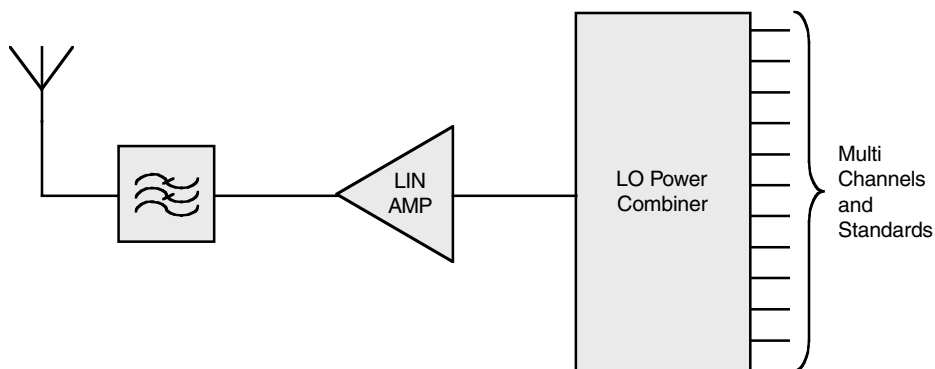 LIN
AMP
LO Power
Combiner
Multi
Channels
and
Standards